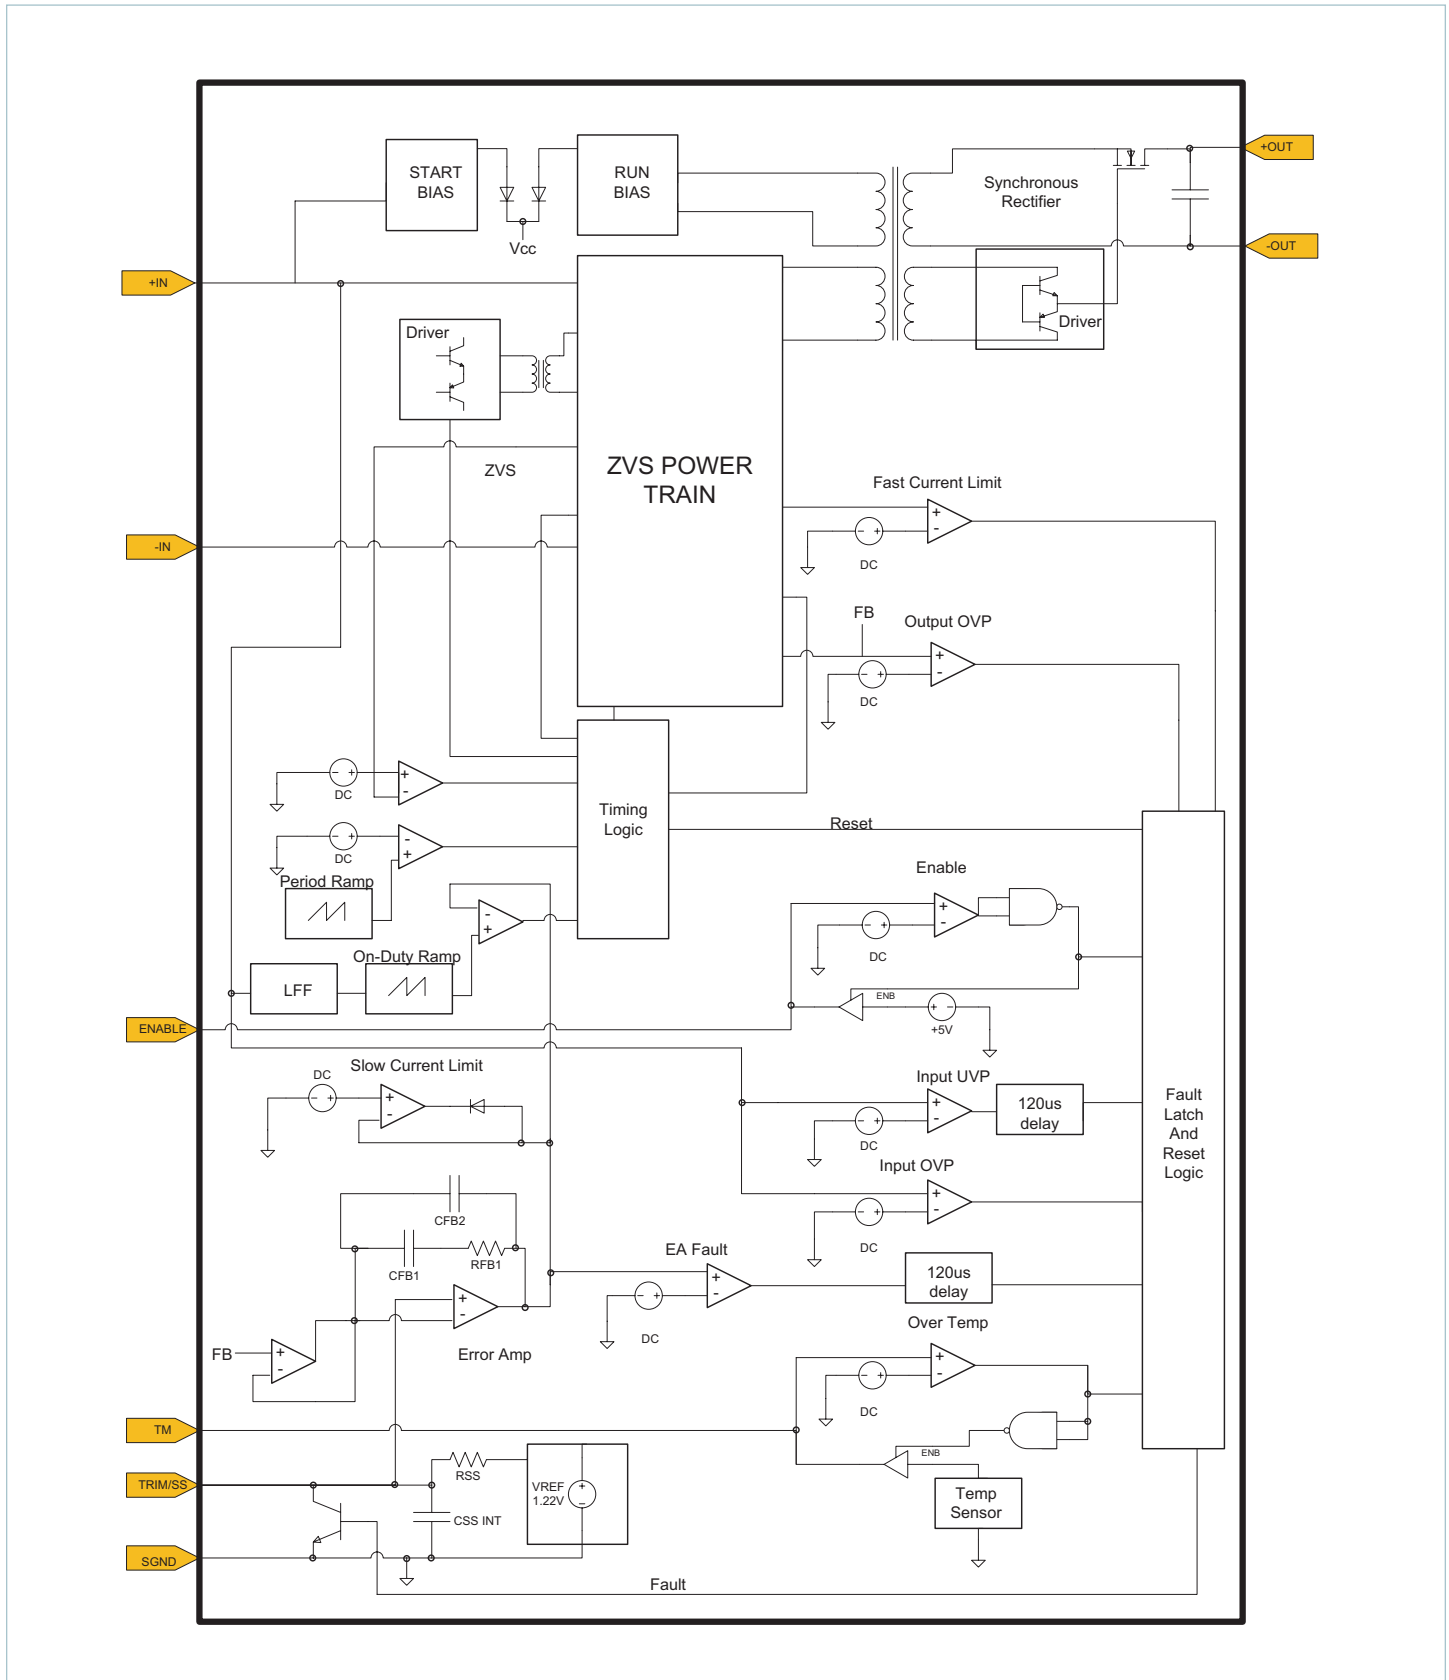 START
BIAS
RUN
BIAS
Vcc
Synchronous
Rectifier
+OUT
-OUT
+IN
Driver
Driver
ZVS
ZVS POWER
TRAIN
Fast Current Limit
+
-
- +
DC
-IN
FB
Output OVP
+
-
- +
DC
- +
DC
+
-
Timing
Logic
- +
DC
-
+
Reset
Period Ramp
-
+
Enable
+
-
- +
DC
On-Duty Ramp
LFF
ENB
+ -
+5V
ENABLE
Slow Current Limit
DC
- +
+
-
Input UVP
+
-
- +
DC
120us
delay
Fault
Latch
And
Reset
Logic
Input OVP
+
-
- +
DC
CFB2
CFB1
RFB1
EA Fault
+
-
- +
DC
120us
delay
+
-
Error Amp
FB
+
-
Over Temp
+
-
- +
DC
TM
ENB
TRIM/SS
RSS
VREF
1.22V
+
-
CSS INT
Temp
Sensor
SGND
Fault